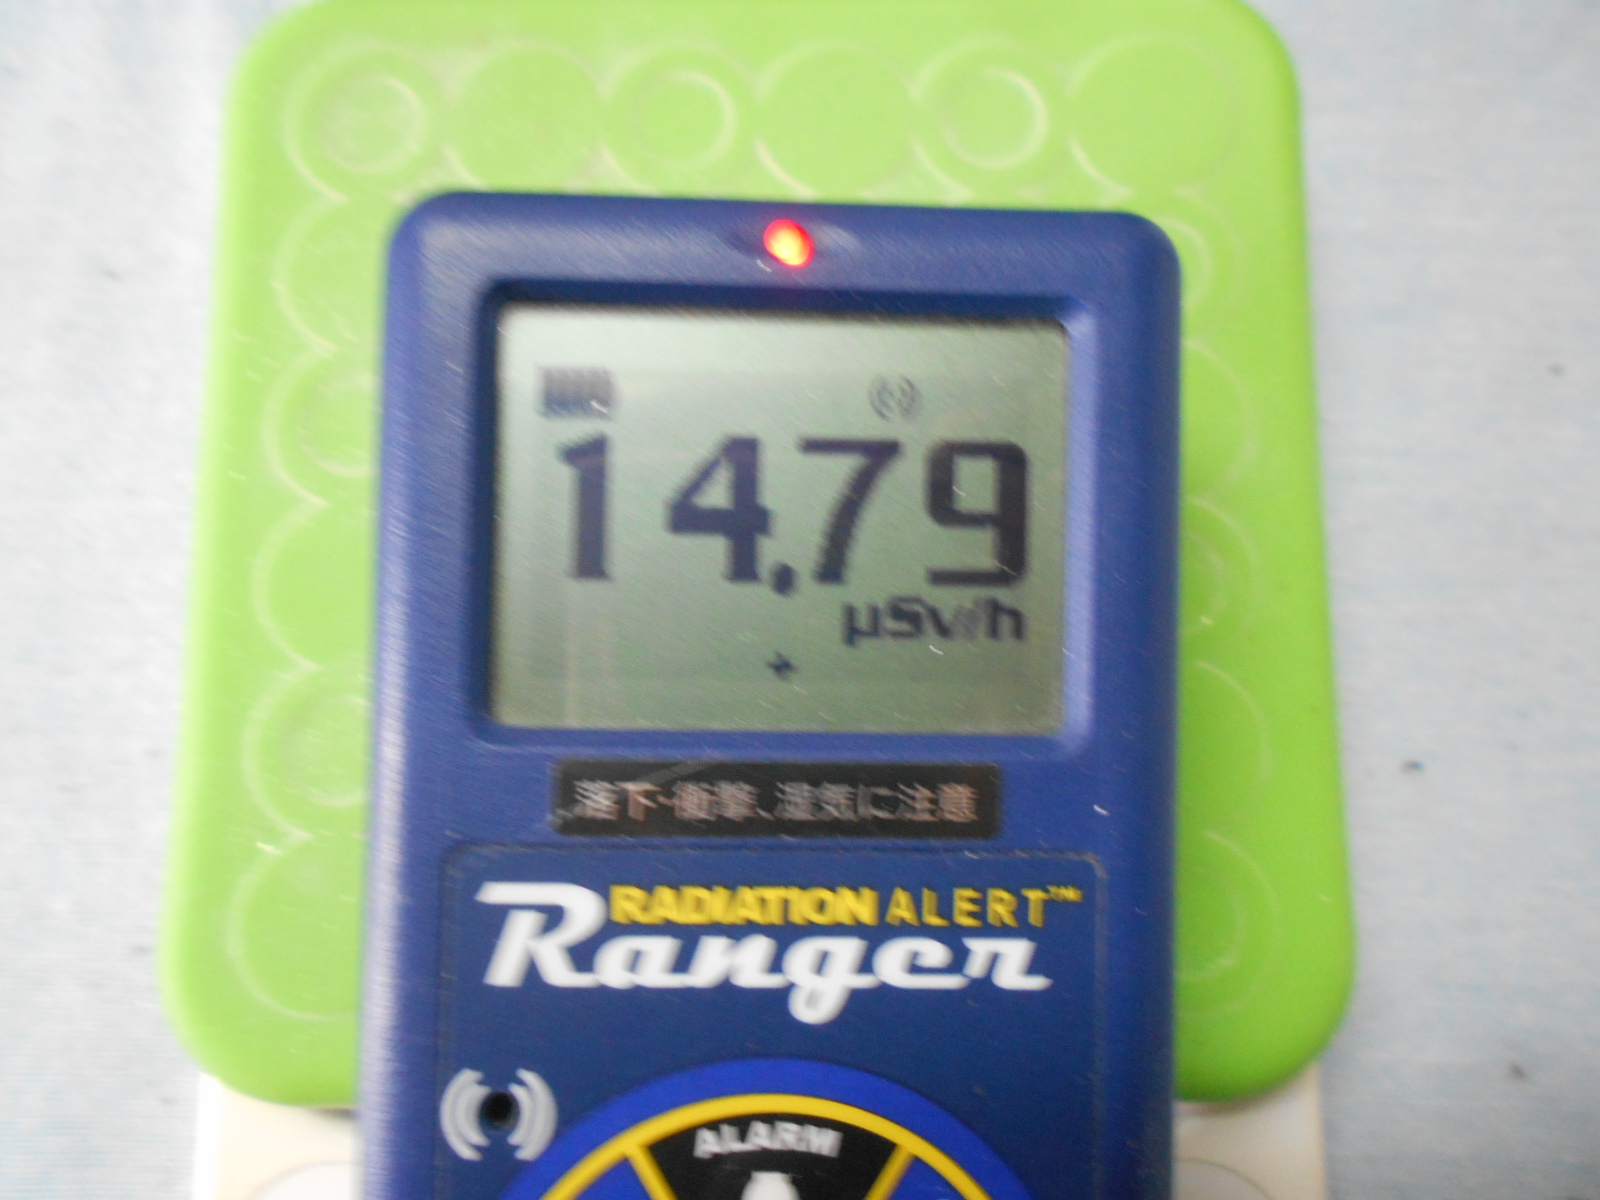 14.79
µSv/h
落下・衝撃、湿気に注意
RADIATION ALERT™
Ranger
ALARM